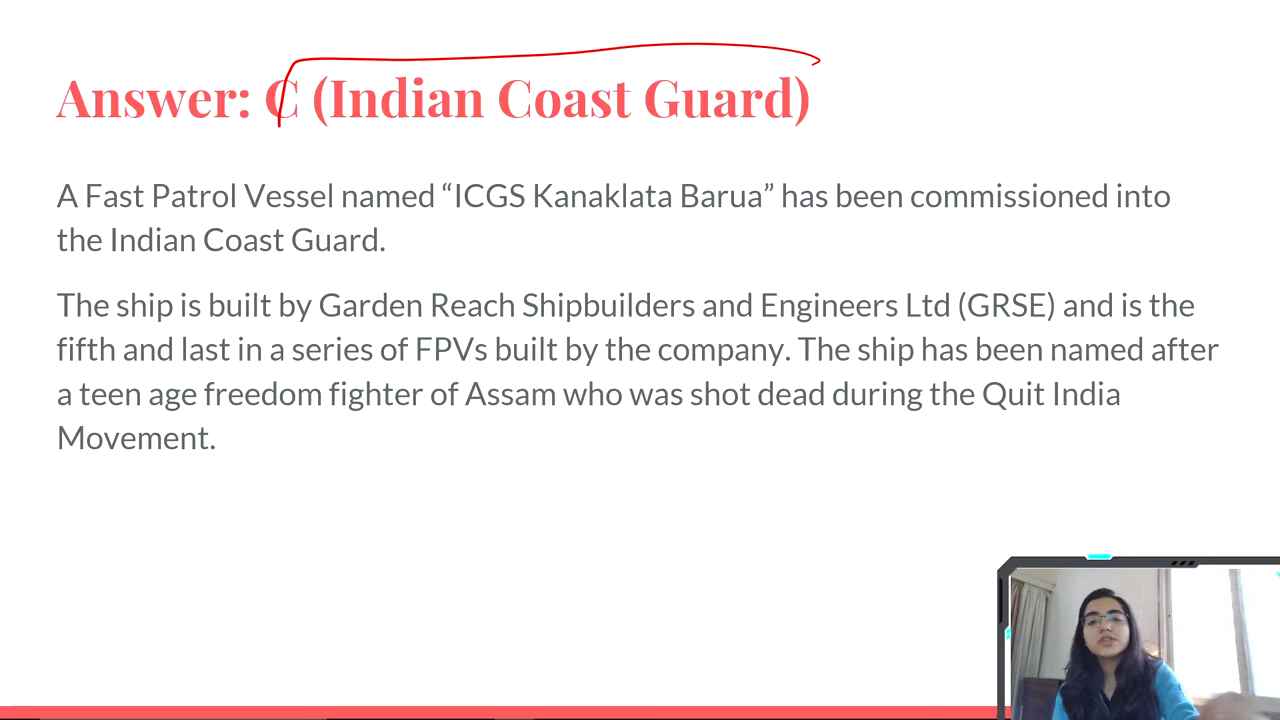 Answer: C (Indian Coast Guard)
A Fast Patrol Vessel named “ICGS Kanaklata Barua” has been commissioned into
the Indian Coast Guard.
The ship is built by Garden Reach Shipbuilders and Engineers Ltd (GRSE) and is the
fifth and last in a series of FPVs built by the company. The ship has been named after
a teen age freedom fighter of Assam who was shot dead during the Quit India
Movement.